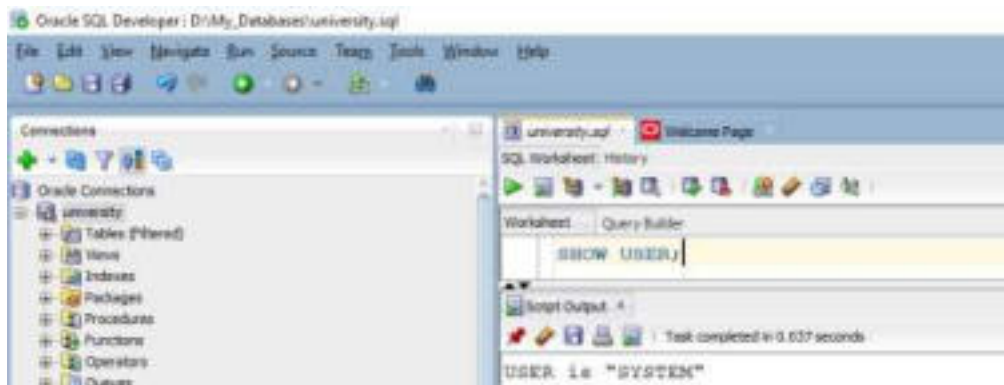 Oracle SQL Developer : D:\My_Databases\university.sql
File Edit View Navigate Run Source Team Tools Window Help
Connections
Oracle Connections
university
Tables (Filtered)
Views
Indexes
Packages
Procedures
Functions
Operators
Queues
university.sql
Welcome Page
SQL Worksheet History
Worksheet Query Builder
SHOW USER;
Script Output
Task completed in 0.637 seconds
USER is "SYSTEM"